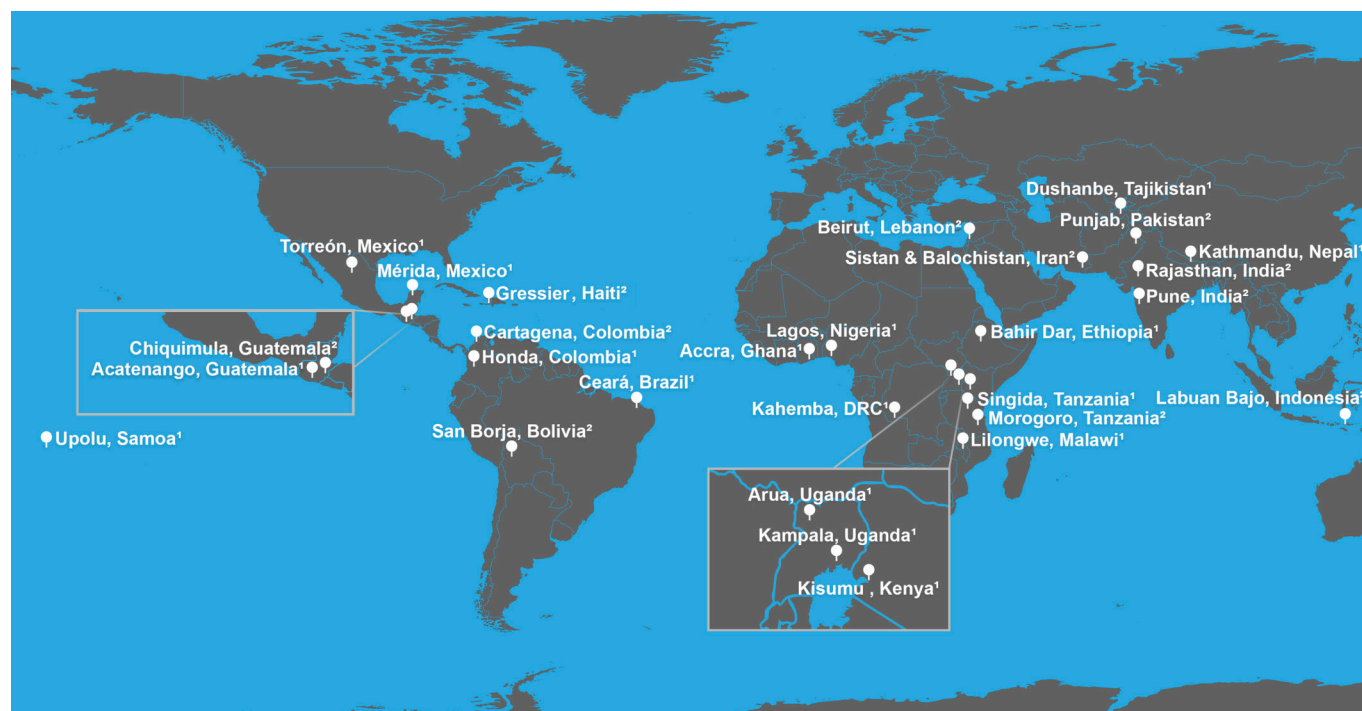 Dushanbe, Tajikistan¹
Punjab, Pakistan²
Beirut, Lebanon²
Torreón, Mexico¹
Kathmandu, Nepal¹
Sistan & Balochistan, Iran²
Mérida, Mexico¹
Rajasthan, India²
Gressier, Haiti²
Pune, India²
Cartagena, Colombia²
Lagos, Nigeria¹
Bahir Dar, Ethiopia¹
Chiquimula, Guatemala²
Accra, Ghana¹
Honda, Colombia¹
Acatenango, Guatemala¹
Ceará, Brazil¹
Singida, Tanzania¹
Labuan Bajo, Indonesia²
Kahemba, DRC¹
Morogoro, Tanzania²
San Borja, Bolivia²
Upolu, Samoa¹
Lilongwe, Malawi¹
Arua, Uganda¹
Kampala, Uganda¹
Kisumu , Kenya¹